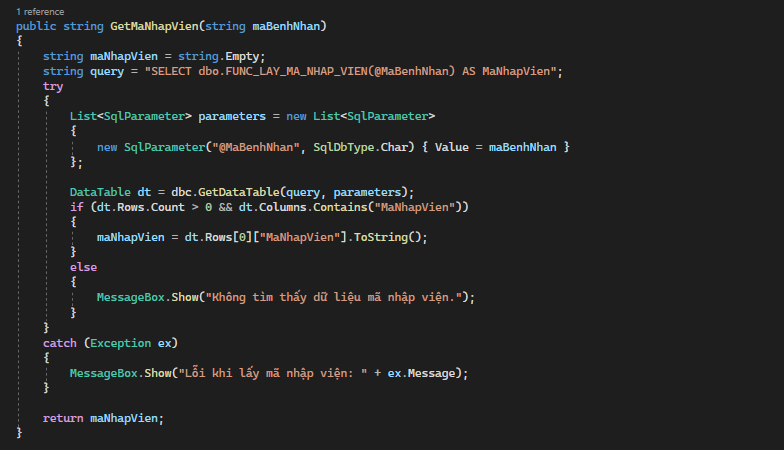 1 reference
public string GetMaNhapVien(string maBenhNhan)
{
    string maNhapVien = string.Empty;
    string query = "SELECT dbo.FUNC_LAY_MA_NHAP_VIEN(@MaBenhNhan) AS MaNhapVien";
    try
    {
        List<SqlParameter> parameters = new List<SqlParameter>
        {
            new SqlParameter("@MaBenhNhan", SqlDbType.Char) { Value = maBenhNhan }
        };

        DataTable dt = dbc.GetDataTable(query, parameters);
        if (dt.Rows.Count > 0 && dt.Columns.Contains("MaNhapVien"))
        {
            maNhapVien = dt.Rows[0]["MaNhapVien"].ToString();
        }
        else
        {
            MessageBox.Show("Không tìm thấy dữ liệu mã nhập viện.");
        }
    }
    catch (Exception ex)
    {
        MessageBox.Show("Lỗi khi lấy mã nhập viện: " + ex.Message);
    }

    return maNhapVien;
}